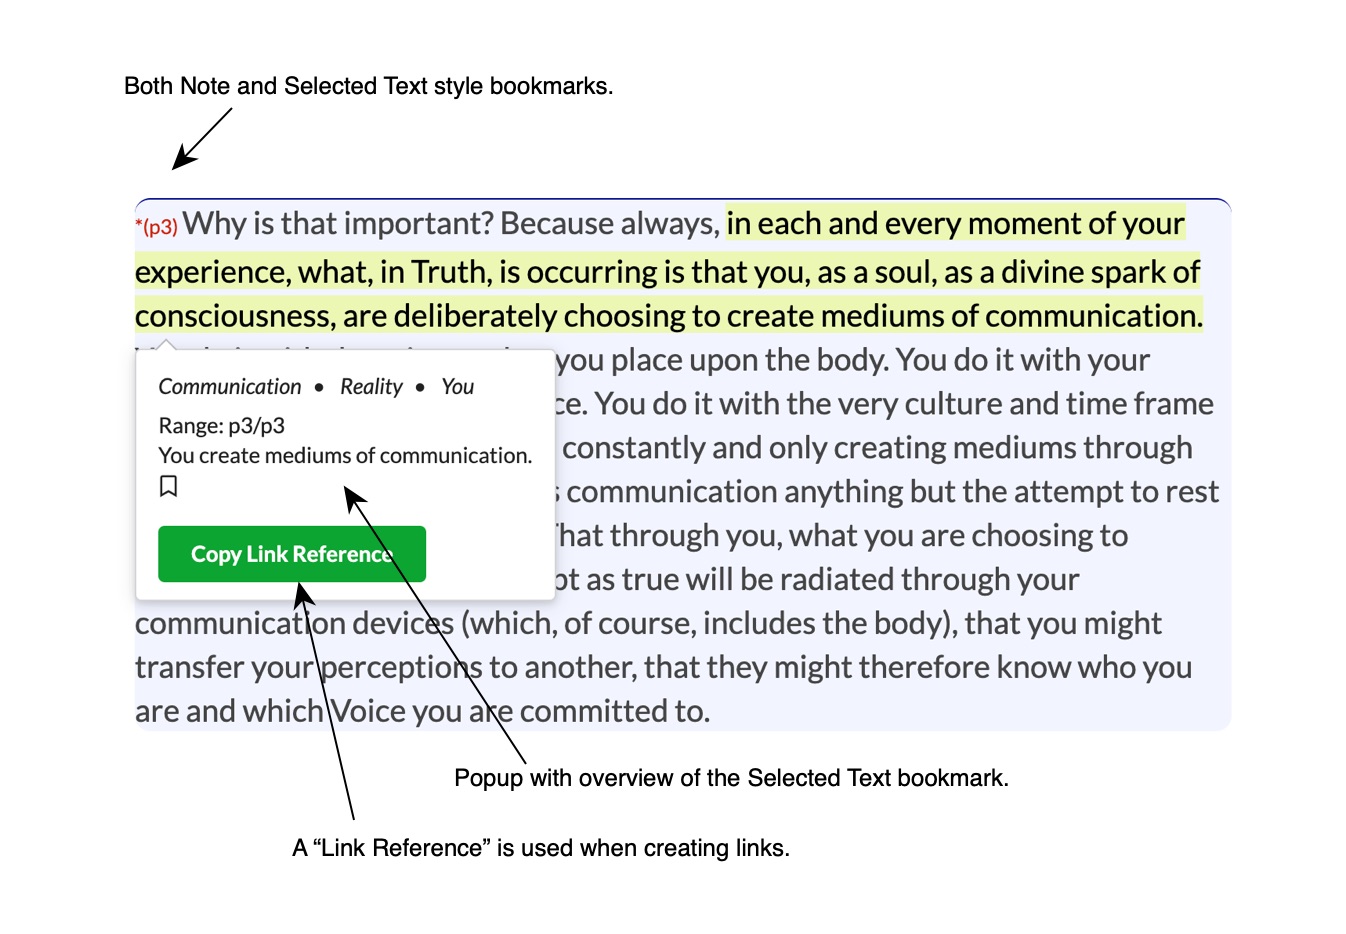 Both Note and Selected Text style bookmarks.
*(p3) Why is that important? Because always, in each and every moment of your
experience, what, in Truth, is occurring is that you, as a soul, as a divine spark of
consciousness, are deliberately choosing to create mediums of communication.
you place upon the body. You do it with your
Communication • Reality • You
ce. You do it with the very culture and time frame
Range: p3/p3
constantly and only creating mediums through
You create mediums of communication.
communication anything but the attempt to rest
hat through you, what you are choosing to
Copy Link Reference
pt as true will be radiated through your
communication devices (which, of course, includes the body), that you might
transfer your perceptions to another, that they might therefore know who you
are and which Voice you are committed to.
Popup with overview of the Selected Text bookmark.
A “Link Reference” is used when creating links.